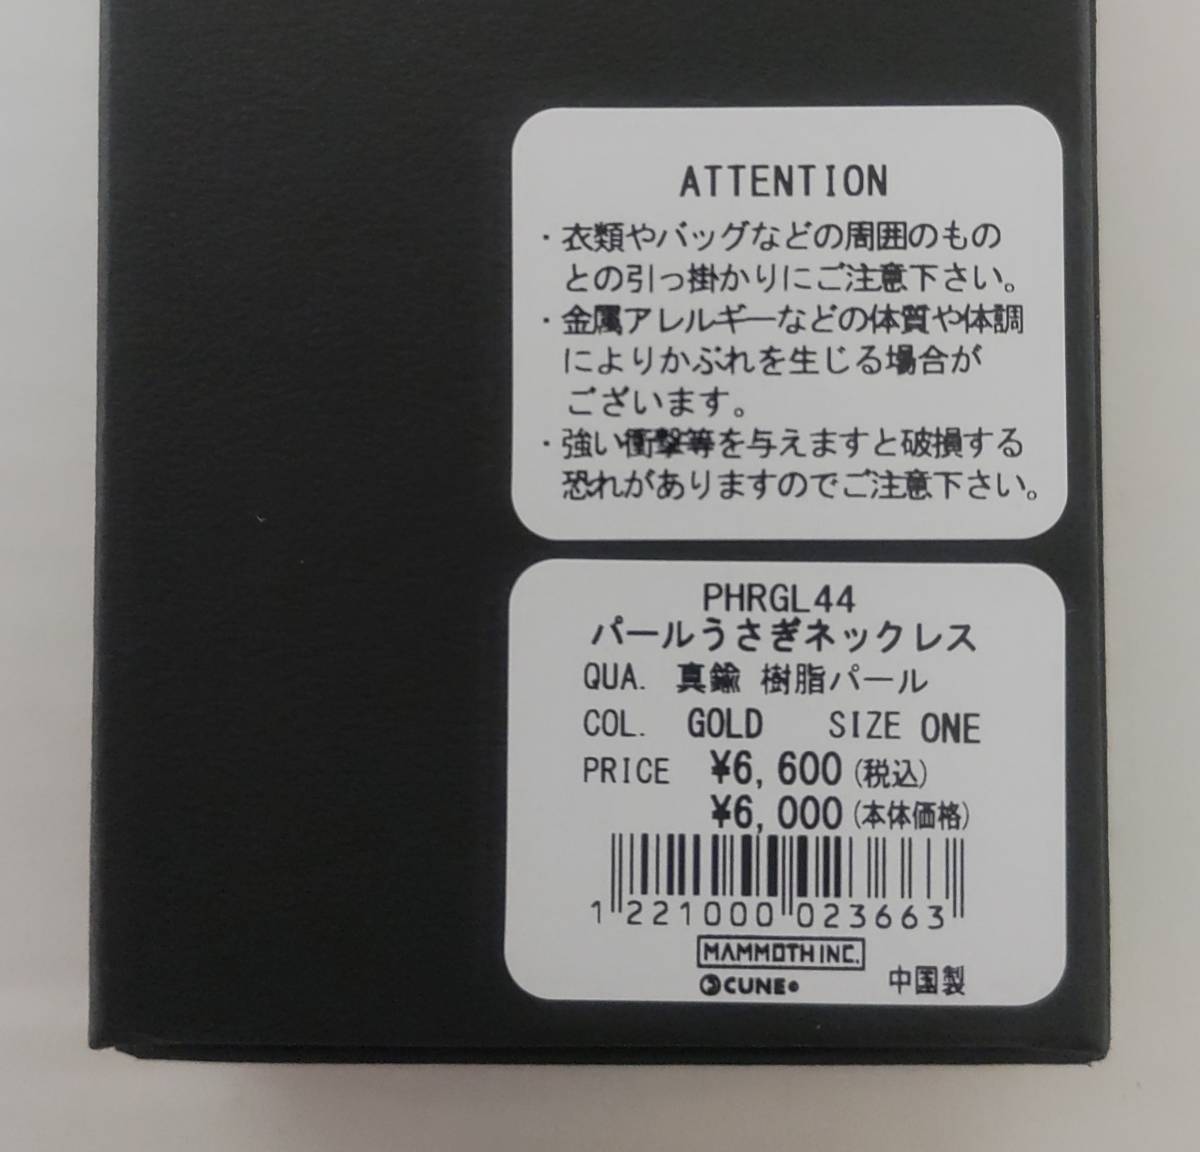 ATTENTION
・衣類やバッグなどの周囲のもの
との引っ掛かりにご注意下さい。
・金属アレルギーなどの体質や体調
によりかぶれを生じる場合が
ございます。
・強い衝撃等を与えますと破損する
恐れがありますのでご注意下さい。
PHRGL44
パールうさぎネックレス
QUA. 真鍮 樹脂パール
COL. GOLD SIZE ONE
PRICE ¥6,600(税込)
¥6,000(本体価格)
1 221000 023663
MAMMOTH INC.
CUNE® 中国製